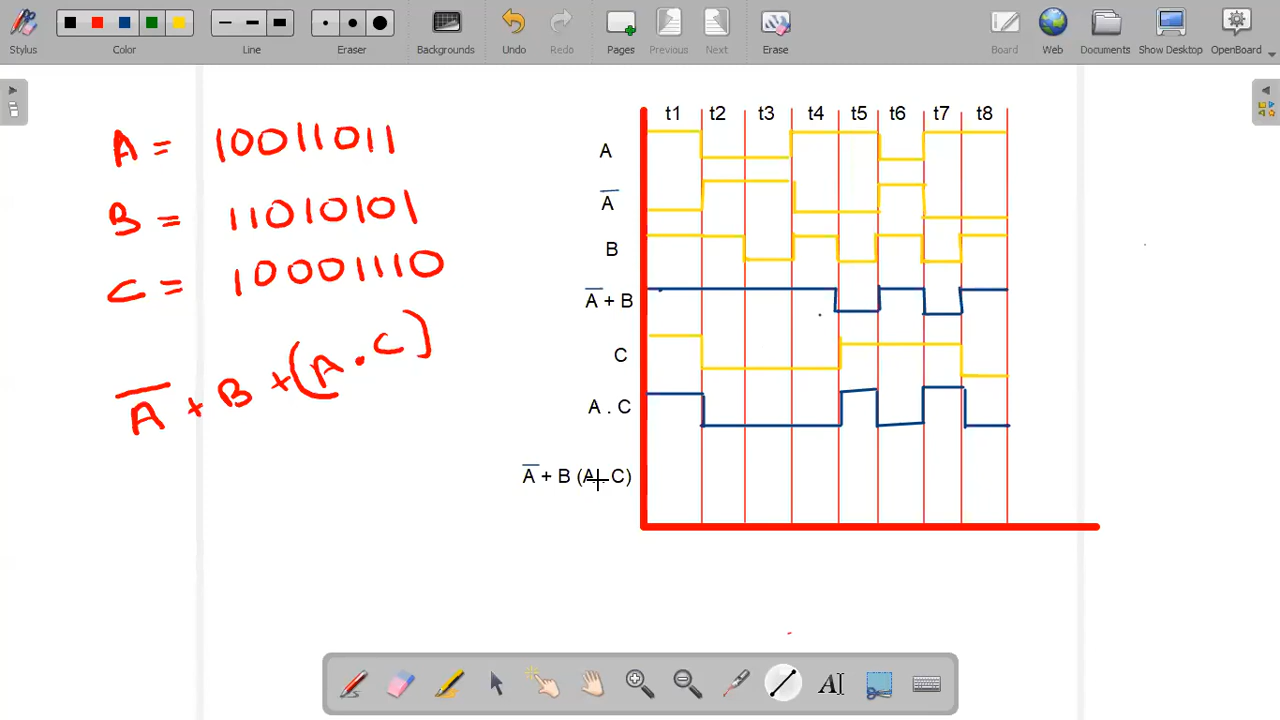 Stylus Color Line Eraser Backgrounds Undo Redo Pages Previous Next Erase Board Web Documents Show Desktop OpenBoard
t1 t2 t3 t4 t5 t6 t7 t8
A = 10011011
A
A̅
B = 11010101
B
C = 10001110
A̅ + B
C
A̅ + B + (A . C)
A . C
A̅ + B (A . C)